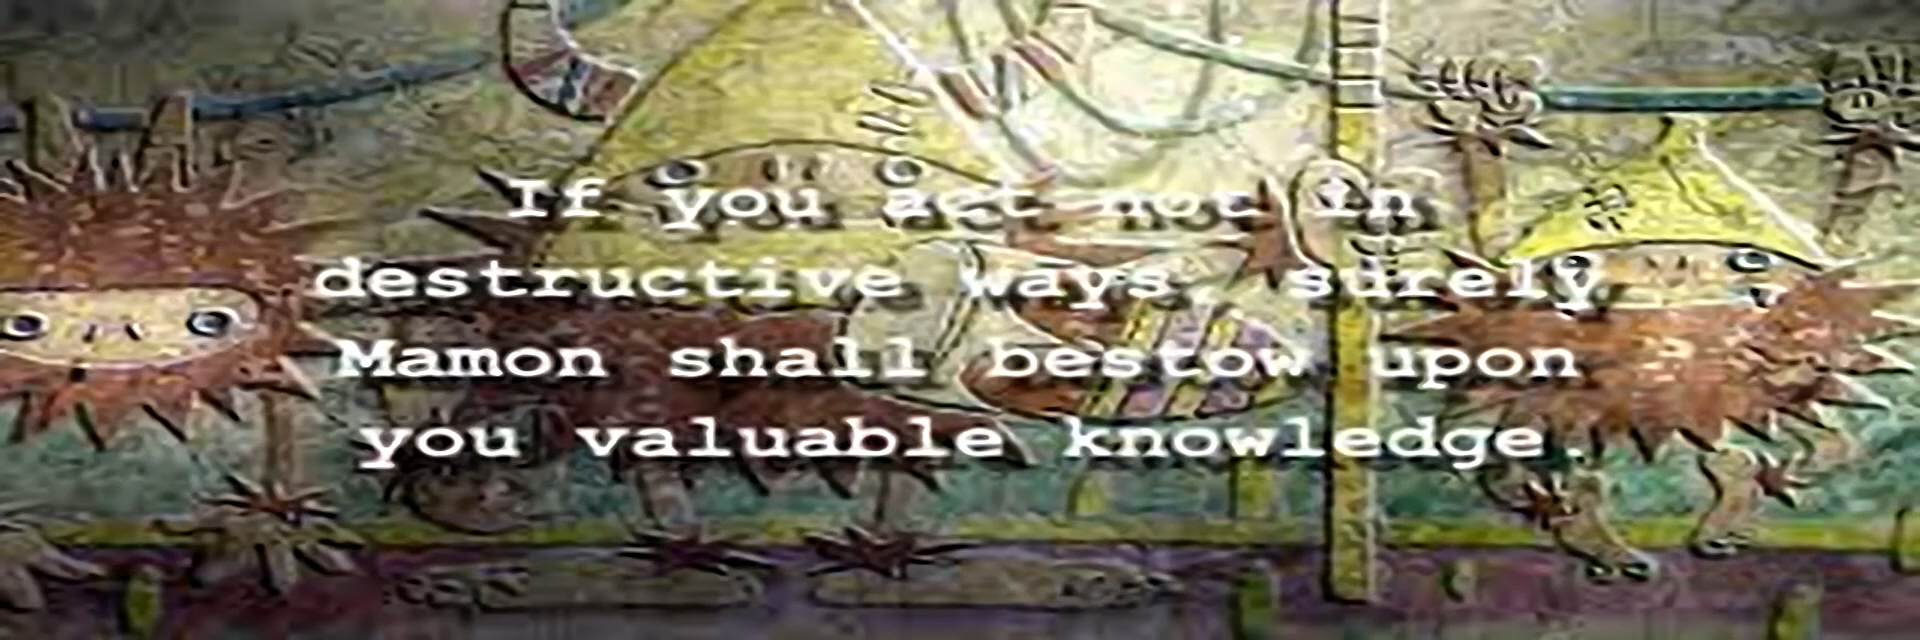 If you act not in
destructive ways, surely
Mamon shall bestow upon
you valuable knowledge.